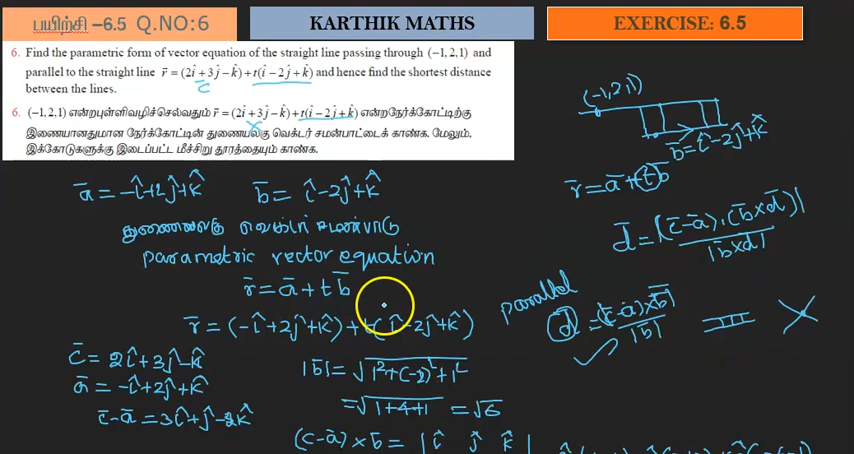 பயிற்சி –6.5 Q.NO:6
KARTHIK MATHS
EXERCISE: 6.5
6. Find the parametric form of vector equation of the straight line passing through (−1,2,1) and
parallel to the straight line r̄ = (2î + 3ĵ − k̂) + t(î − 2ĵ + k̂) and hence find the shortest distance
between the lines.
c̄
6. (−1,2,1) என்றபுள்ளிவழிச்செல்வதும் r̄ = (2î + 3ĵ − k̂) + t(î − 2ĵ + k̂) என்றநேர்க்கோட்டிற்கு
இணையானதுமான நேர்க்கோட்டின் துணையலகு வெக்டர் சமன்பாட்டைக் காண்க. மேலும்,
இக்கோடுகளுக்கு இடைப்பட்ட மீச்சிறு தூரத்தையும் காண்க.
(-1,2,1)
b̄ = î-2ĵ+k̂
r̄ = ā + t b̄
d̄ = |(c̄-ā)·(b̄×d̄)| / |b̄×d|
ā = -î+2ĵ+k̂ b̄ = î-2ĵ+k̂
துணையலகு வெக்டர் சமன்பாடு
parametric vector equation
r̄ = ā + t b̄
parallel
d = |(c̄-ā)×b̄| / |b̄|
r̄ = (-î+2ĵ+k̂)+t(î-2ĵ+k̂)
c̄ = 2î+3ĵ-k̂
ā = -î+2ĵ+k̂
c̄-ā = 3î+ĵ-2k̂
|b̄| = √1²+(-2)²+1²
= √1+4+1 = √6
(c-ā)×b̄ = | î ĵ k̂ |